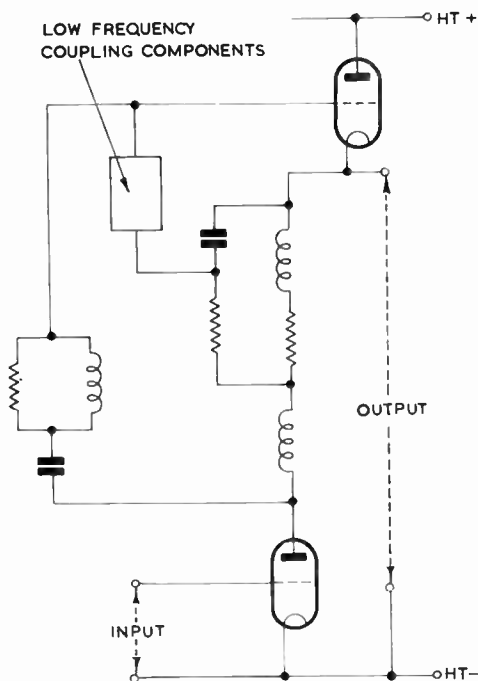 HT +
LOW FREQUENCY
COUPLING COMPONENTS
OUTPUT
INPUT
HT-